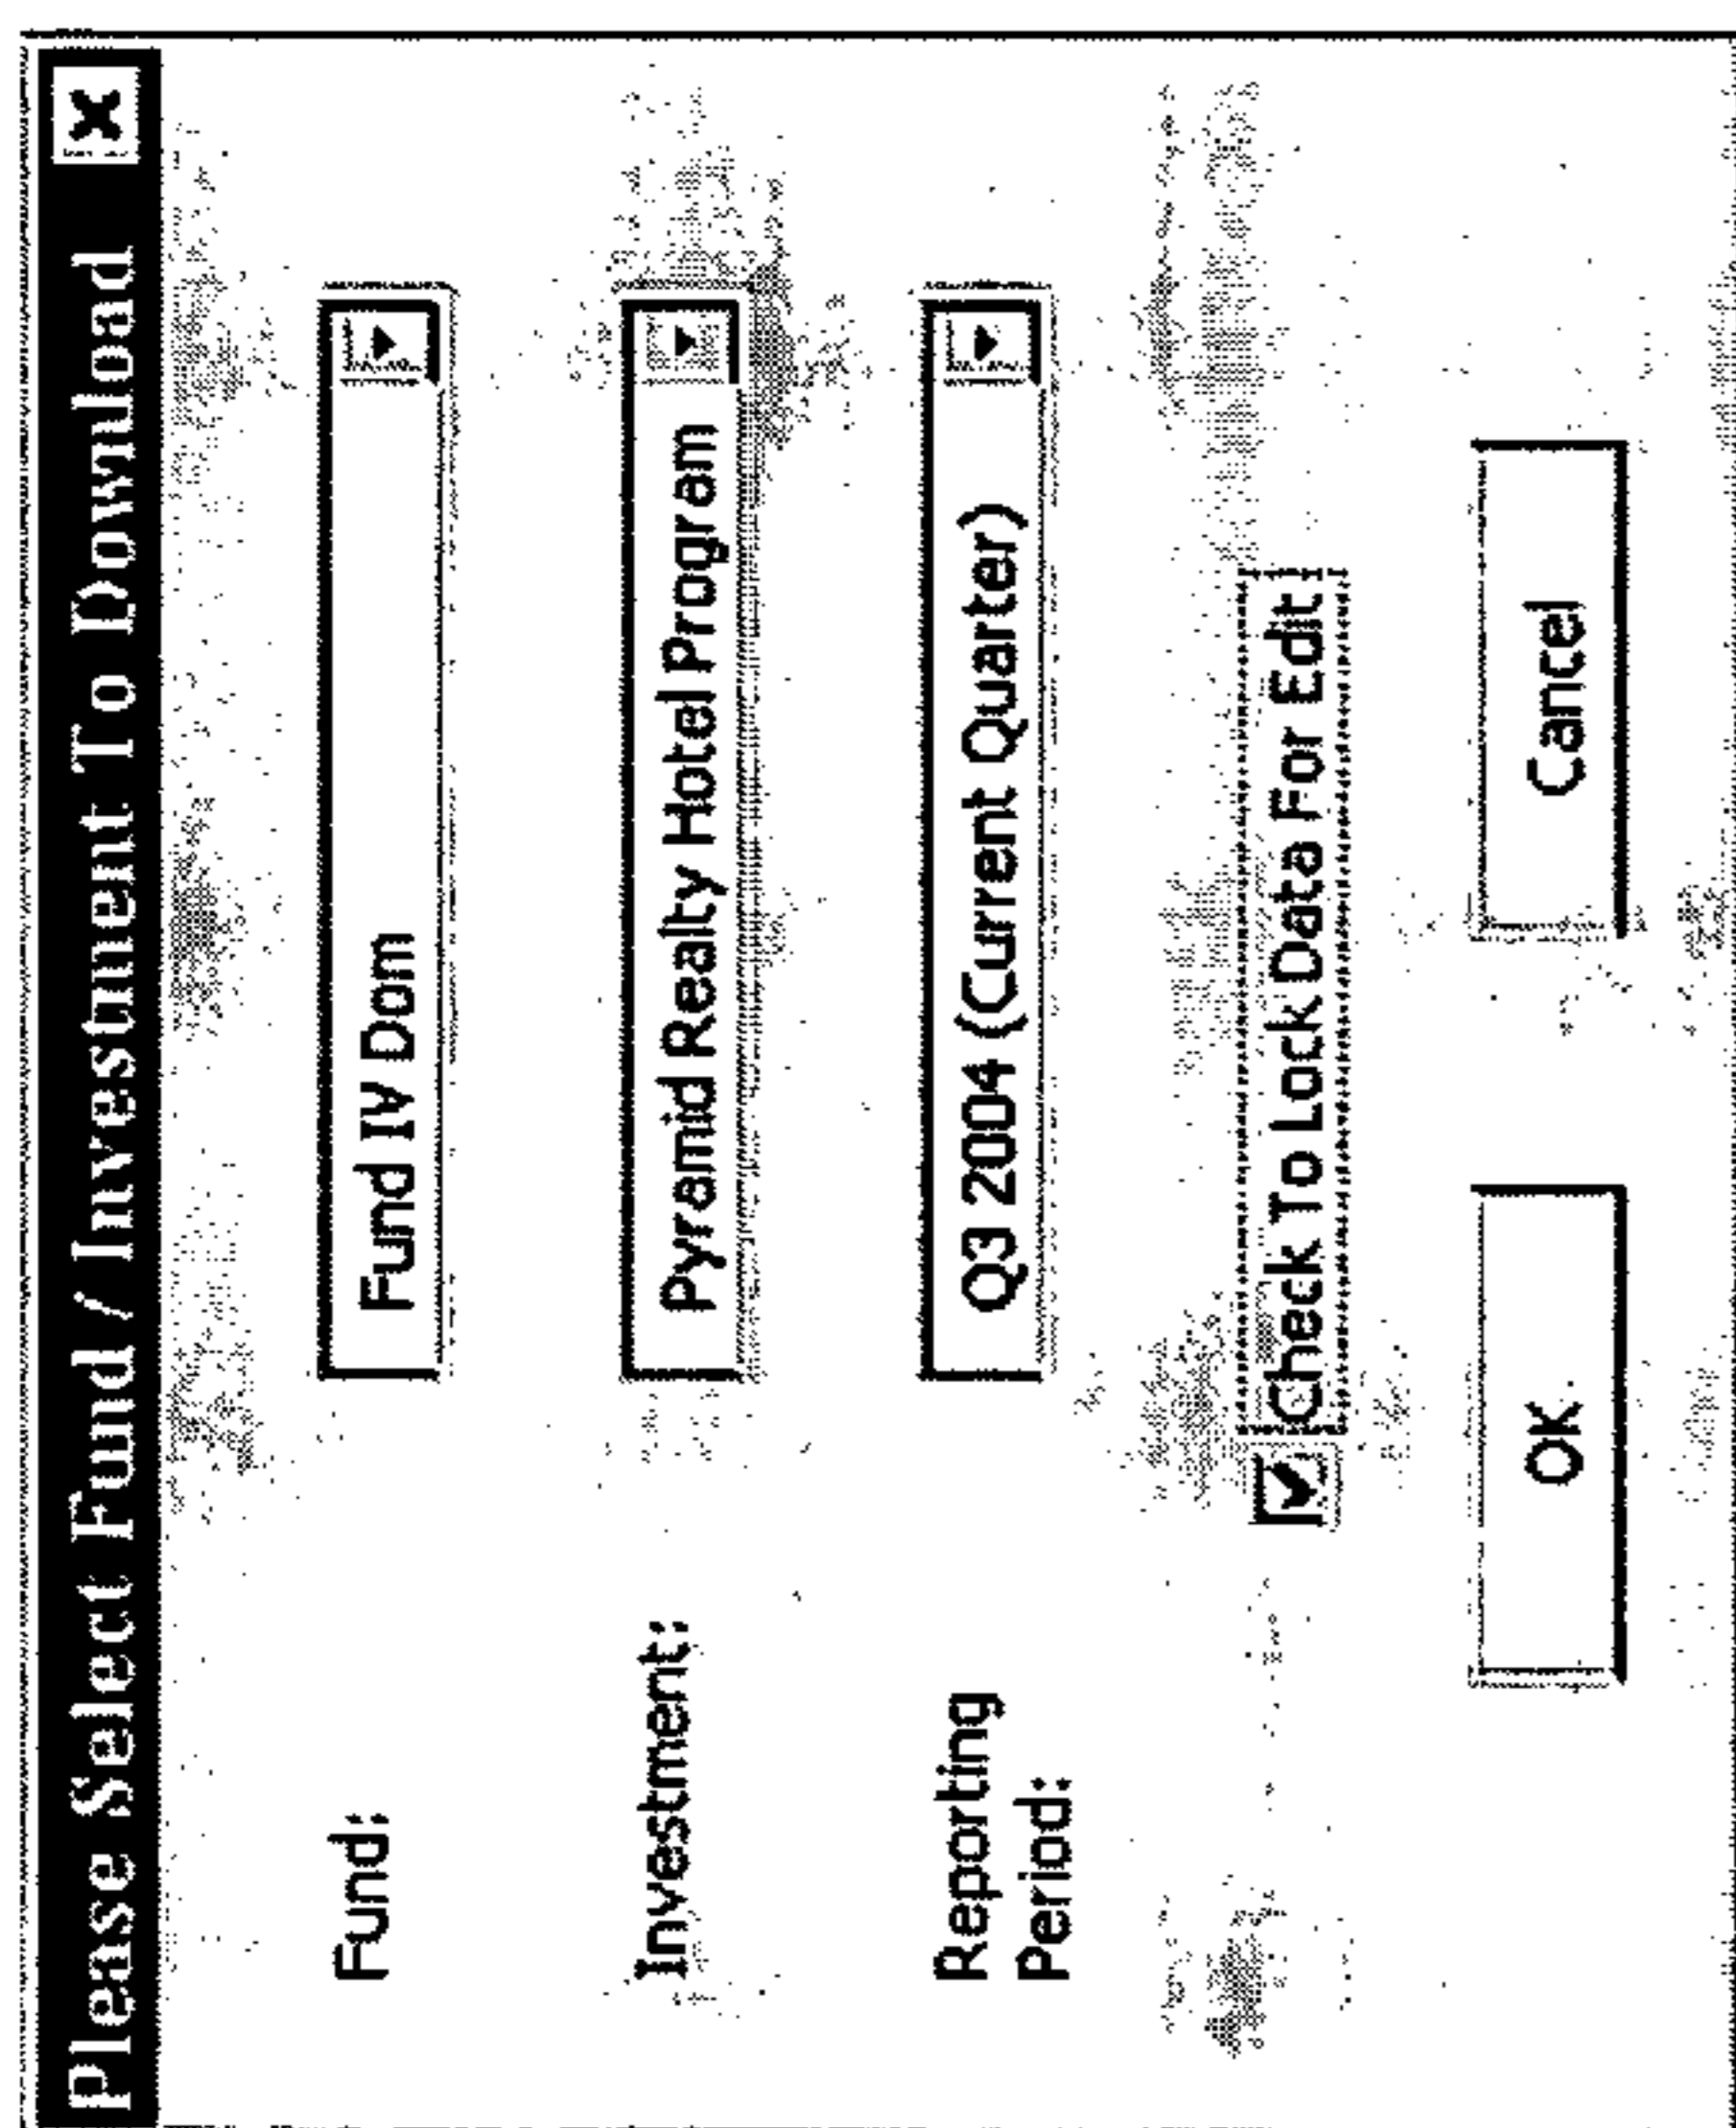 Please Select Fund / Investment To Download
Fund:
Fund IV Dom
Investment:
Pyramid Realty Hotel Program
Reporting
Period:
Q3 2004 (Current Quarter)
Check To Lock Data For Edit
OK
Cancel